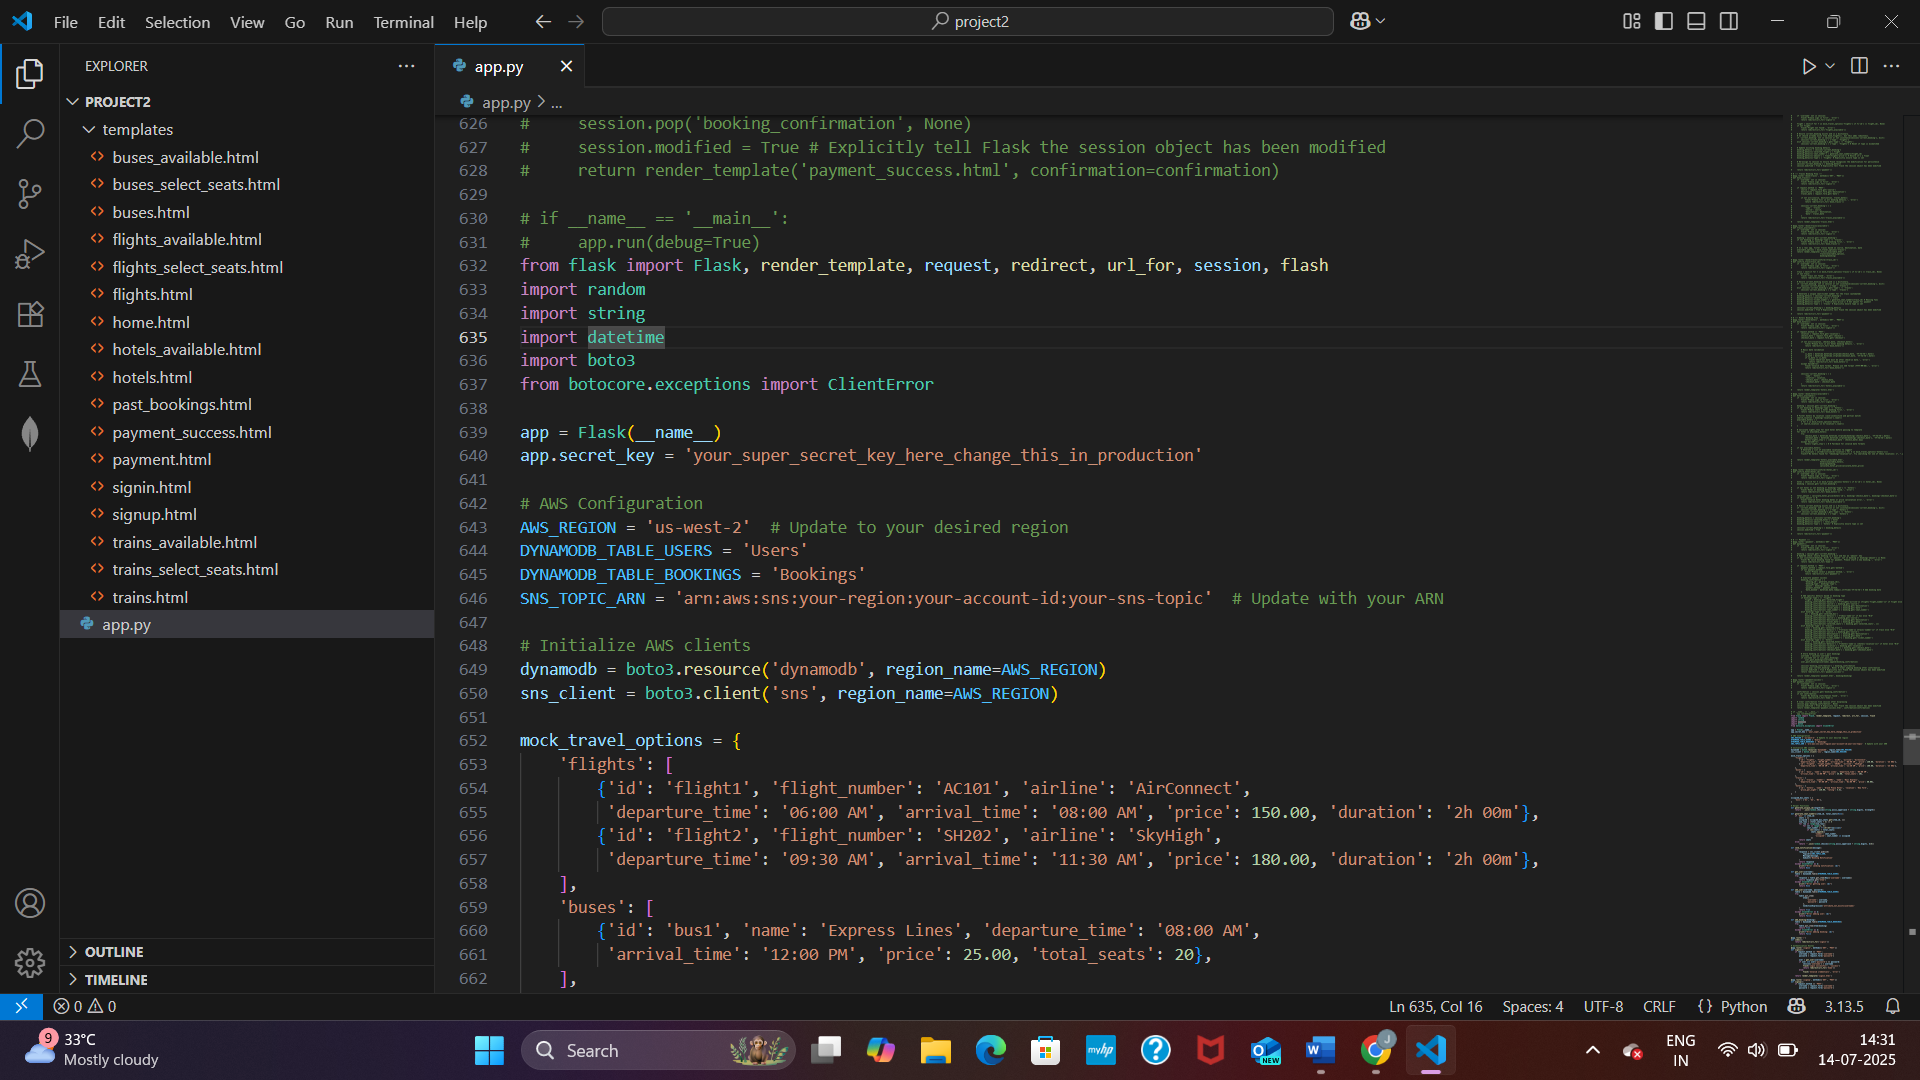 File Edit Selection View Go Run Terminal Help
project2
EXPLORER
PROJECT2
templates
buses_available.html
buses_select_seats.html
buses.html
flights_available.html
flights_select_seats.html
flights.html
home.html
hotels_available.html
hotels.html
past_bookings.html
payment_success.html
payment.html
signin.html
signup.html
trains_available.html
trains_select_seats.html
trains.html
app.py
OUTLINE
TIMELINE
app.py
app.py > ...
626 #     session.pop('booking_confirmation', None)
627 #     session.modified = True # Explicitly tell Flask the session object has been modified
628 #     return render_template('payment_success.html', confirmation=confirmation)
629
630 # if __name__ == '__main__':
631 #     app.run(debug=True)
632 from flask import Flask, render_template, request, redirect, url_for, session, flash
633 import random
634 import string
635 import datetime
636 import boto3
637 from botocore.exceptions import ClientError
638
639 app = Flask(__name__)
640 app.secret_key = 'your_super_secret_key_here_change_this_in_production'
641
642 # AWS Configuration
643 AWS_REGION = 'us-west-2'  # Update to your desired region
644 DYNAMODB_TABLE_USERS = 'Users'
645 DYNAMODB_TABLE_BOOKINGS = 'Bookings'
646 SNS_TOPIC_ARN = 'arn:aws:sns:your-region:your-account-id:your-sns-topic'  # Update with your ARN
647
648 # Initialize AWS clients
649 dynamodb = boto3.resource('dynamodb', region_name=AWS_REGION)
650 sns_client = boto3.client('sns', region_name=AWS_REGION)
651
652 mock_travel_options = {
653     'flights': [
654         {'id': 'flight1', 'flight_number': 'AC101', 'airline': 'AirConnect',
655          'departure_time': '06:00 AM', 'arrival_time': '08:00 AM', 'price': 150.00, 'duration': '2h 00m'},
656         {'id': 'flight2', 'flight_number': 'SH202', 'airline': 'SkyHigh',
657          'departure_time': '09:30 AM', 'arrival_time': '11:30 AM', 'price': 180.00, 'duration': '2h 00m'},
658     ],
659     'buses': [
660         {'id': 'bus1', 'name': 'Express Lines', 'departure_time': '08:00 AM',
661          'arrival_time': '12:00 PM', 'price': 25.00, 'total_seats': 20},
662     ],
0 0
Ln 635, Col 16 Spaces: 4 UTF-8 CRLF {} Python 3.13.5
9
33°C
Mostly cloudy
Search
myhp
NEW
J
ENG
IN
14:31
14-07-2025